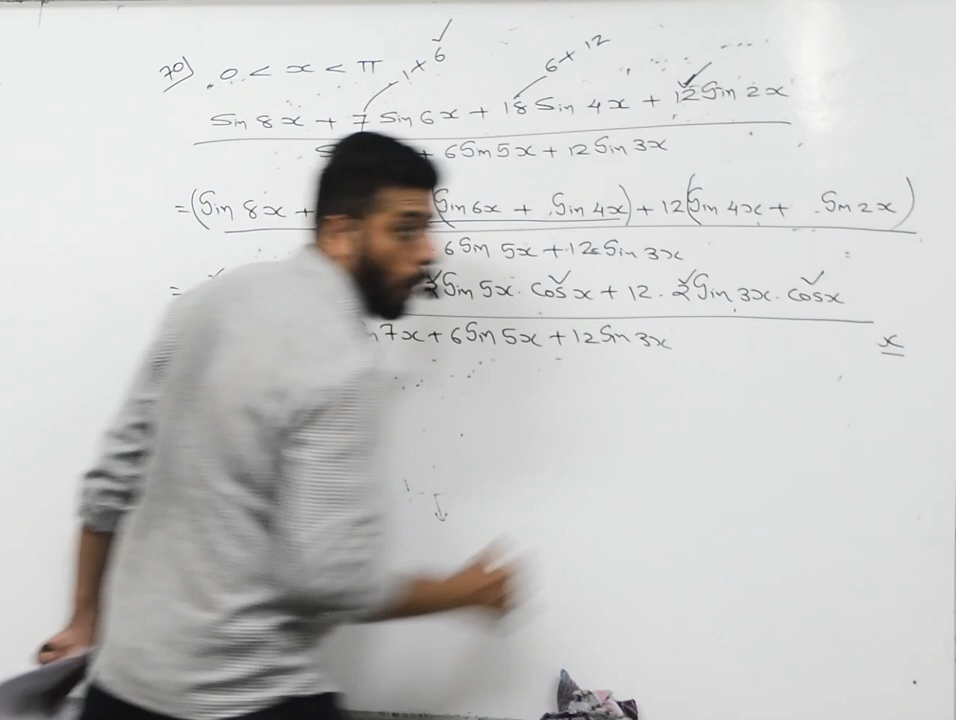 70) 0 < x < π 1 + 6 ✓ 6 + 12
sin 8x + 7 sin 6x + 18 sin 4x + 12 sin 2x
+ 6 sin 5x + 12 sin 3x
= (sin 8x + (sin 6x + sin 4x) + 12 (sin 4x + sin 2x)
6 sin 5x + 12 sin 3x
= 2 sin 5x. cos x + 12. 2 sin 3x. cos x
7x + 6 sin 5x + 12 sin 3x x